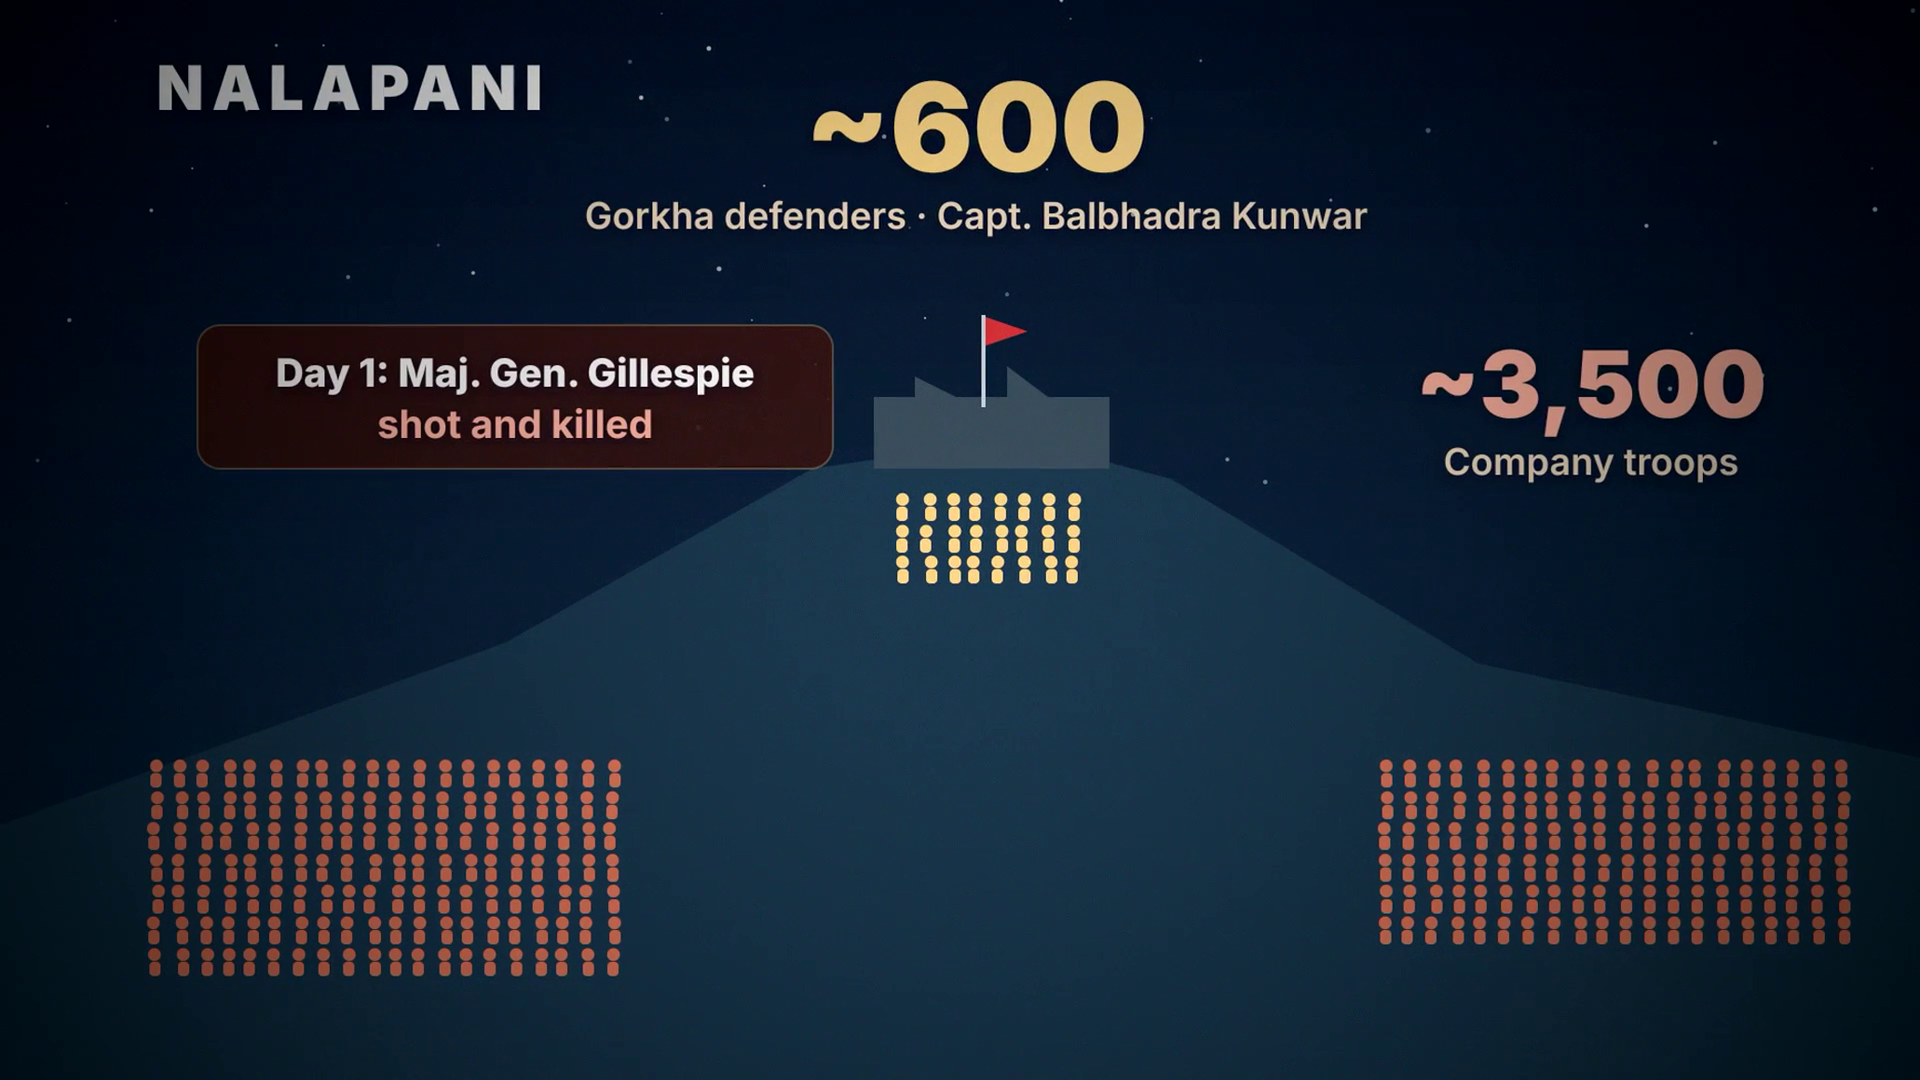 NALAPANI
~600
Gorkha defenders · Capt. Balbhadra Kunwar
Day 1: Maj. Gen. Gillespie
shot and killed
~3,500
Company troops